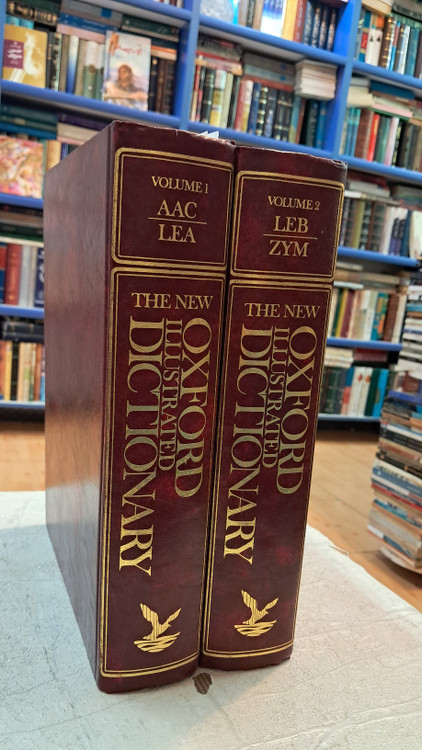 VOLUME 1
AAC
LEA
THE NEW
OXFORD
ILLUSTRATED
DICTIONARY
VOLUME 2
LEB
ZYM
THE NEW
OXFORD
ILLUSTRATED
DICTIONARY